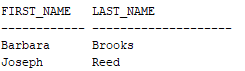 FIRST_NAME   LAST_NAME
------------ --------------------
Barbara      Brooks
Joseph       Reed